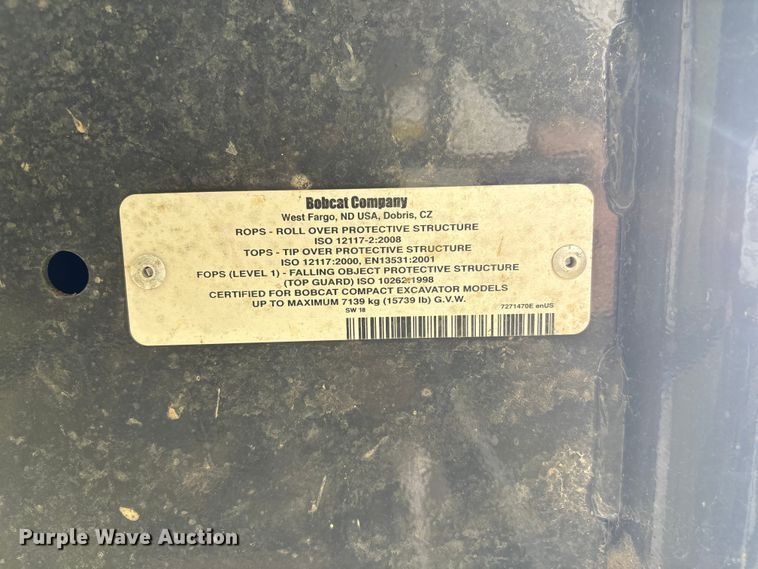 Bobcat Company
West Fargo, ND USA, Dobris, CZ
ROPS - ROLL OVER PROTECTIVE STRUCTURE
ISO 12117-2:2008
TOPS - TIP OVER PROTECTIVE STRUCTURE
ISO 12117:2000, EN13531:2001
FOPS (LEVEL 1) - FALLING OBJECT PROTECTIVE STRUCTURE
(TOP GUARD) ISO 10262:1998
CERTIFIED FOR BOBCAT COMPACT EXCAVATOR MODELS
UP TO MAXIMUM 7139 kg (15739 lb) G.V.W.
SW 18 7271470E enUS
Purple Wave Auction